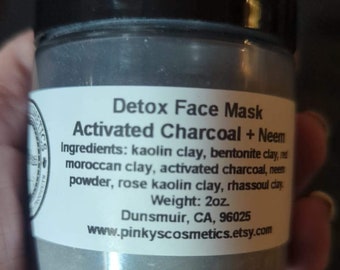 Detox Face Mask
Activated Charcoal + Neem
Ingredients: kaolin clay, bentonite clay, red
moroccan clay, activated charcoal, neem
powder, rose kaolin clay, rhassoul clay.
Weight: 2oz.
Dunsmuir, CA, 96025
www.pinkyscosmetics.etsy.com